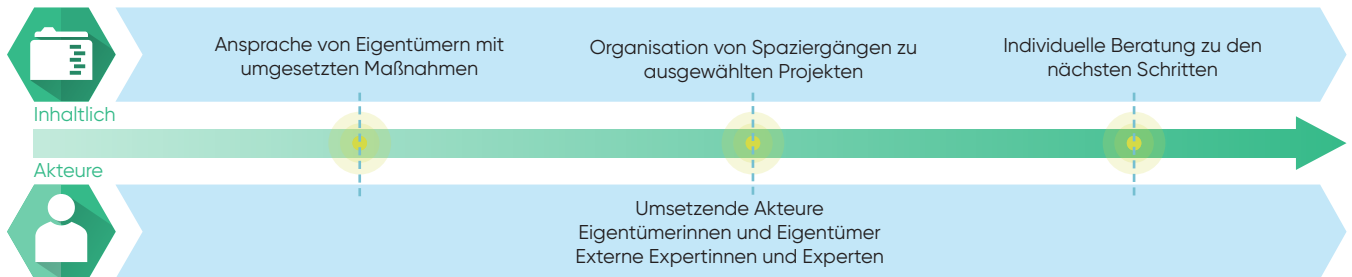 Ansprache von Eigentümern mit
umgesetzten Maßnahmen
Organisation von Spaziergängen zu
ausgewählten Projekten
Individuelle Beratung zu den
nächsten Schritten
Inhaltlich
Akteure
Umsetzende Akteure
Eigentümerinnen und Eigentümer
Externe Expertinnen und Experten